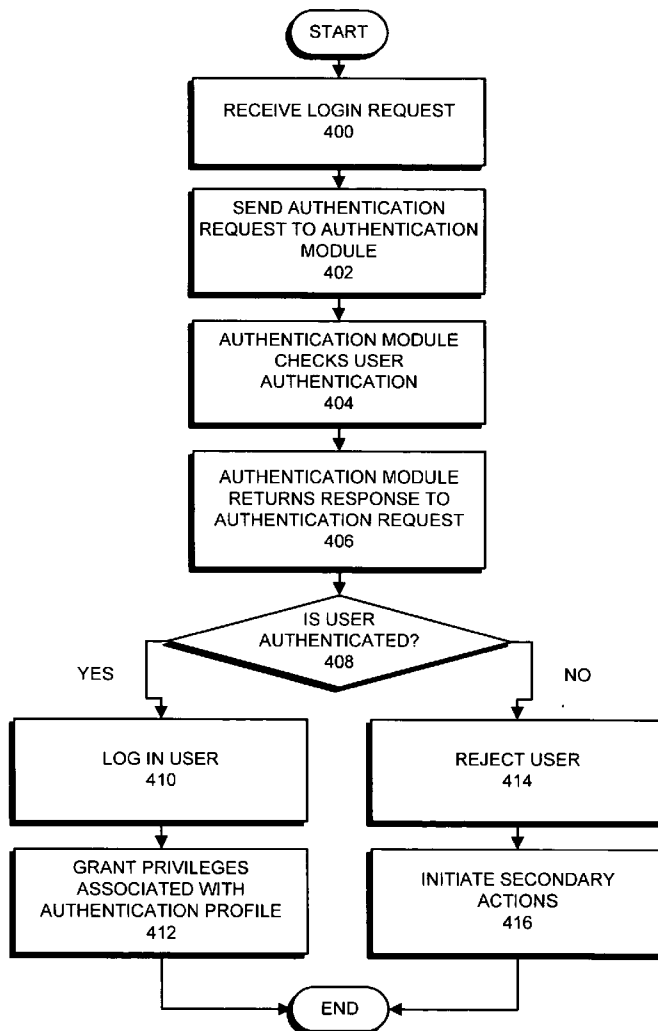 START
RECEIVE LOGIN REQUEST
400
SEND AUTHENTICATION
REQUEST TO AUTHENTICATION
MODULE
402
AUTHENTICATION MODULE
CHECKS USER
AUTHENTICATION
404
AUTHENTICATION MODULE
RETURNS RESPONSE TO
AUTHENTICATION REQUEST
406
IS USER
AUTHENTICATED?
408
YES
NO
LOG IN USER
410
REJECT USER
414
GRANT PRIVILEGES
ASSOCIATED WITH
AUTHENTICATION PROFILE
412
INITIATE SECONDARY
ACTIONS
416
END